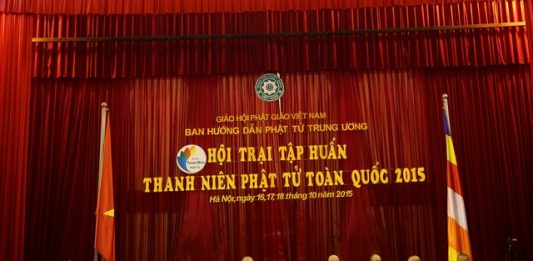 GIÁO HỘI PHẬT GIÁO VIỆT NAM
BAN HƯỚNG DẪN PHẬT TỬ TRUNG ƯƠNG
HỘI TRẠI TẬP HUẤN
THANH NIÊN PHẬT TỬ TOÀN QUỐC 2015
Hà Nội, ngày 16,17,18 tháng 10 năm 2015